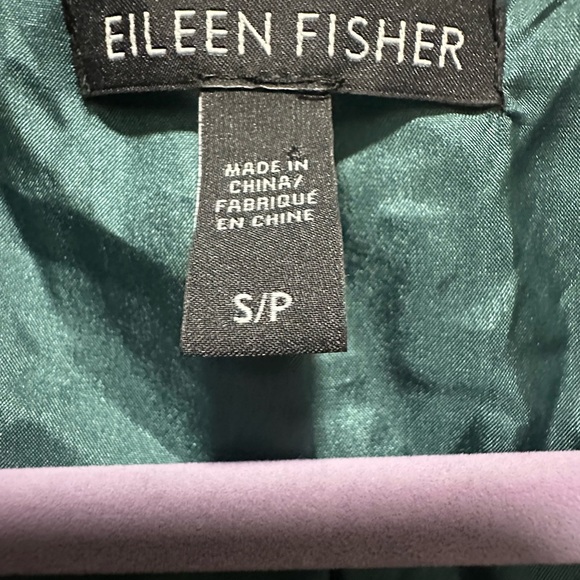 EILEEN FISHER
MADE IN
CHINA/
FABRIQUÉ
EN CHINE
S/P